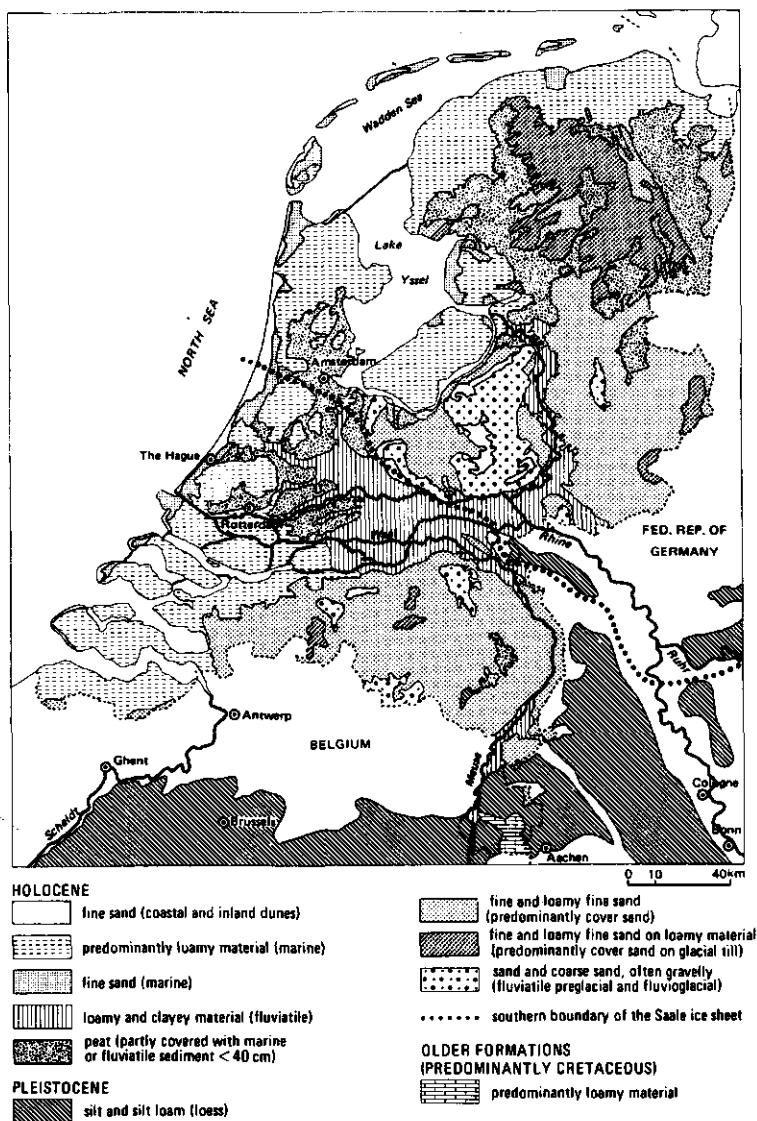 Wadden Sea
Lake
Yssel
NORTH SEA
Amsterdam
The Hague
Rotterdam
Rhine
FED. REP. OF
GERMANY
Ruhr
Antwerp
BELGIUM
Ghent
Meuse
Scheldt
Brussels
Cologne
Bonn
Aachen
0 10 40km
HOLOCENE
fine sand (coastal and inland dunes)
predominantly loamy material (marine)
fine sand (marine)
loamy and clayey material (fluviatile)
peat (partly covered with marine
or fluviatile sediment < 40 cm)
PLEISTOCENE
silt and silt loam (loess)
fine and loamy fine sand
(predominantly cover sand)
fine and loamy fine sand on loamy material
(predominantly cover sand on glacial till)
sand and coarse sand, often gravelly
(fluviatile preglacial and fluvioglacial)
southern boundary of the Saale ice sheet
OLDER FORMATIONS
(PREDOMINANTLY CRETACEOUS)
predominantly loamy material